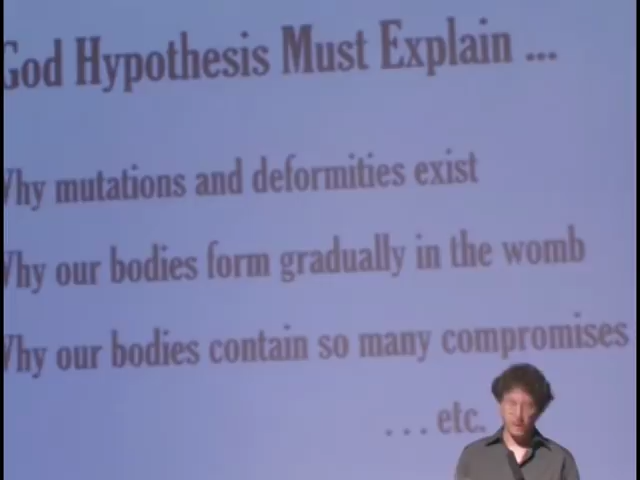 God Hypothesis Must Explain ...
Why mutations and deformities exist
Why our bodies form gradually in the womb
Why our bodies contain so many compromises
. . . etc.